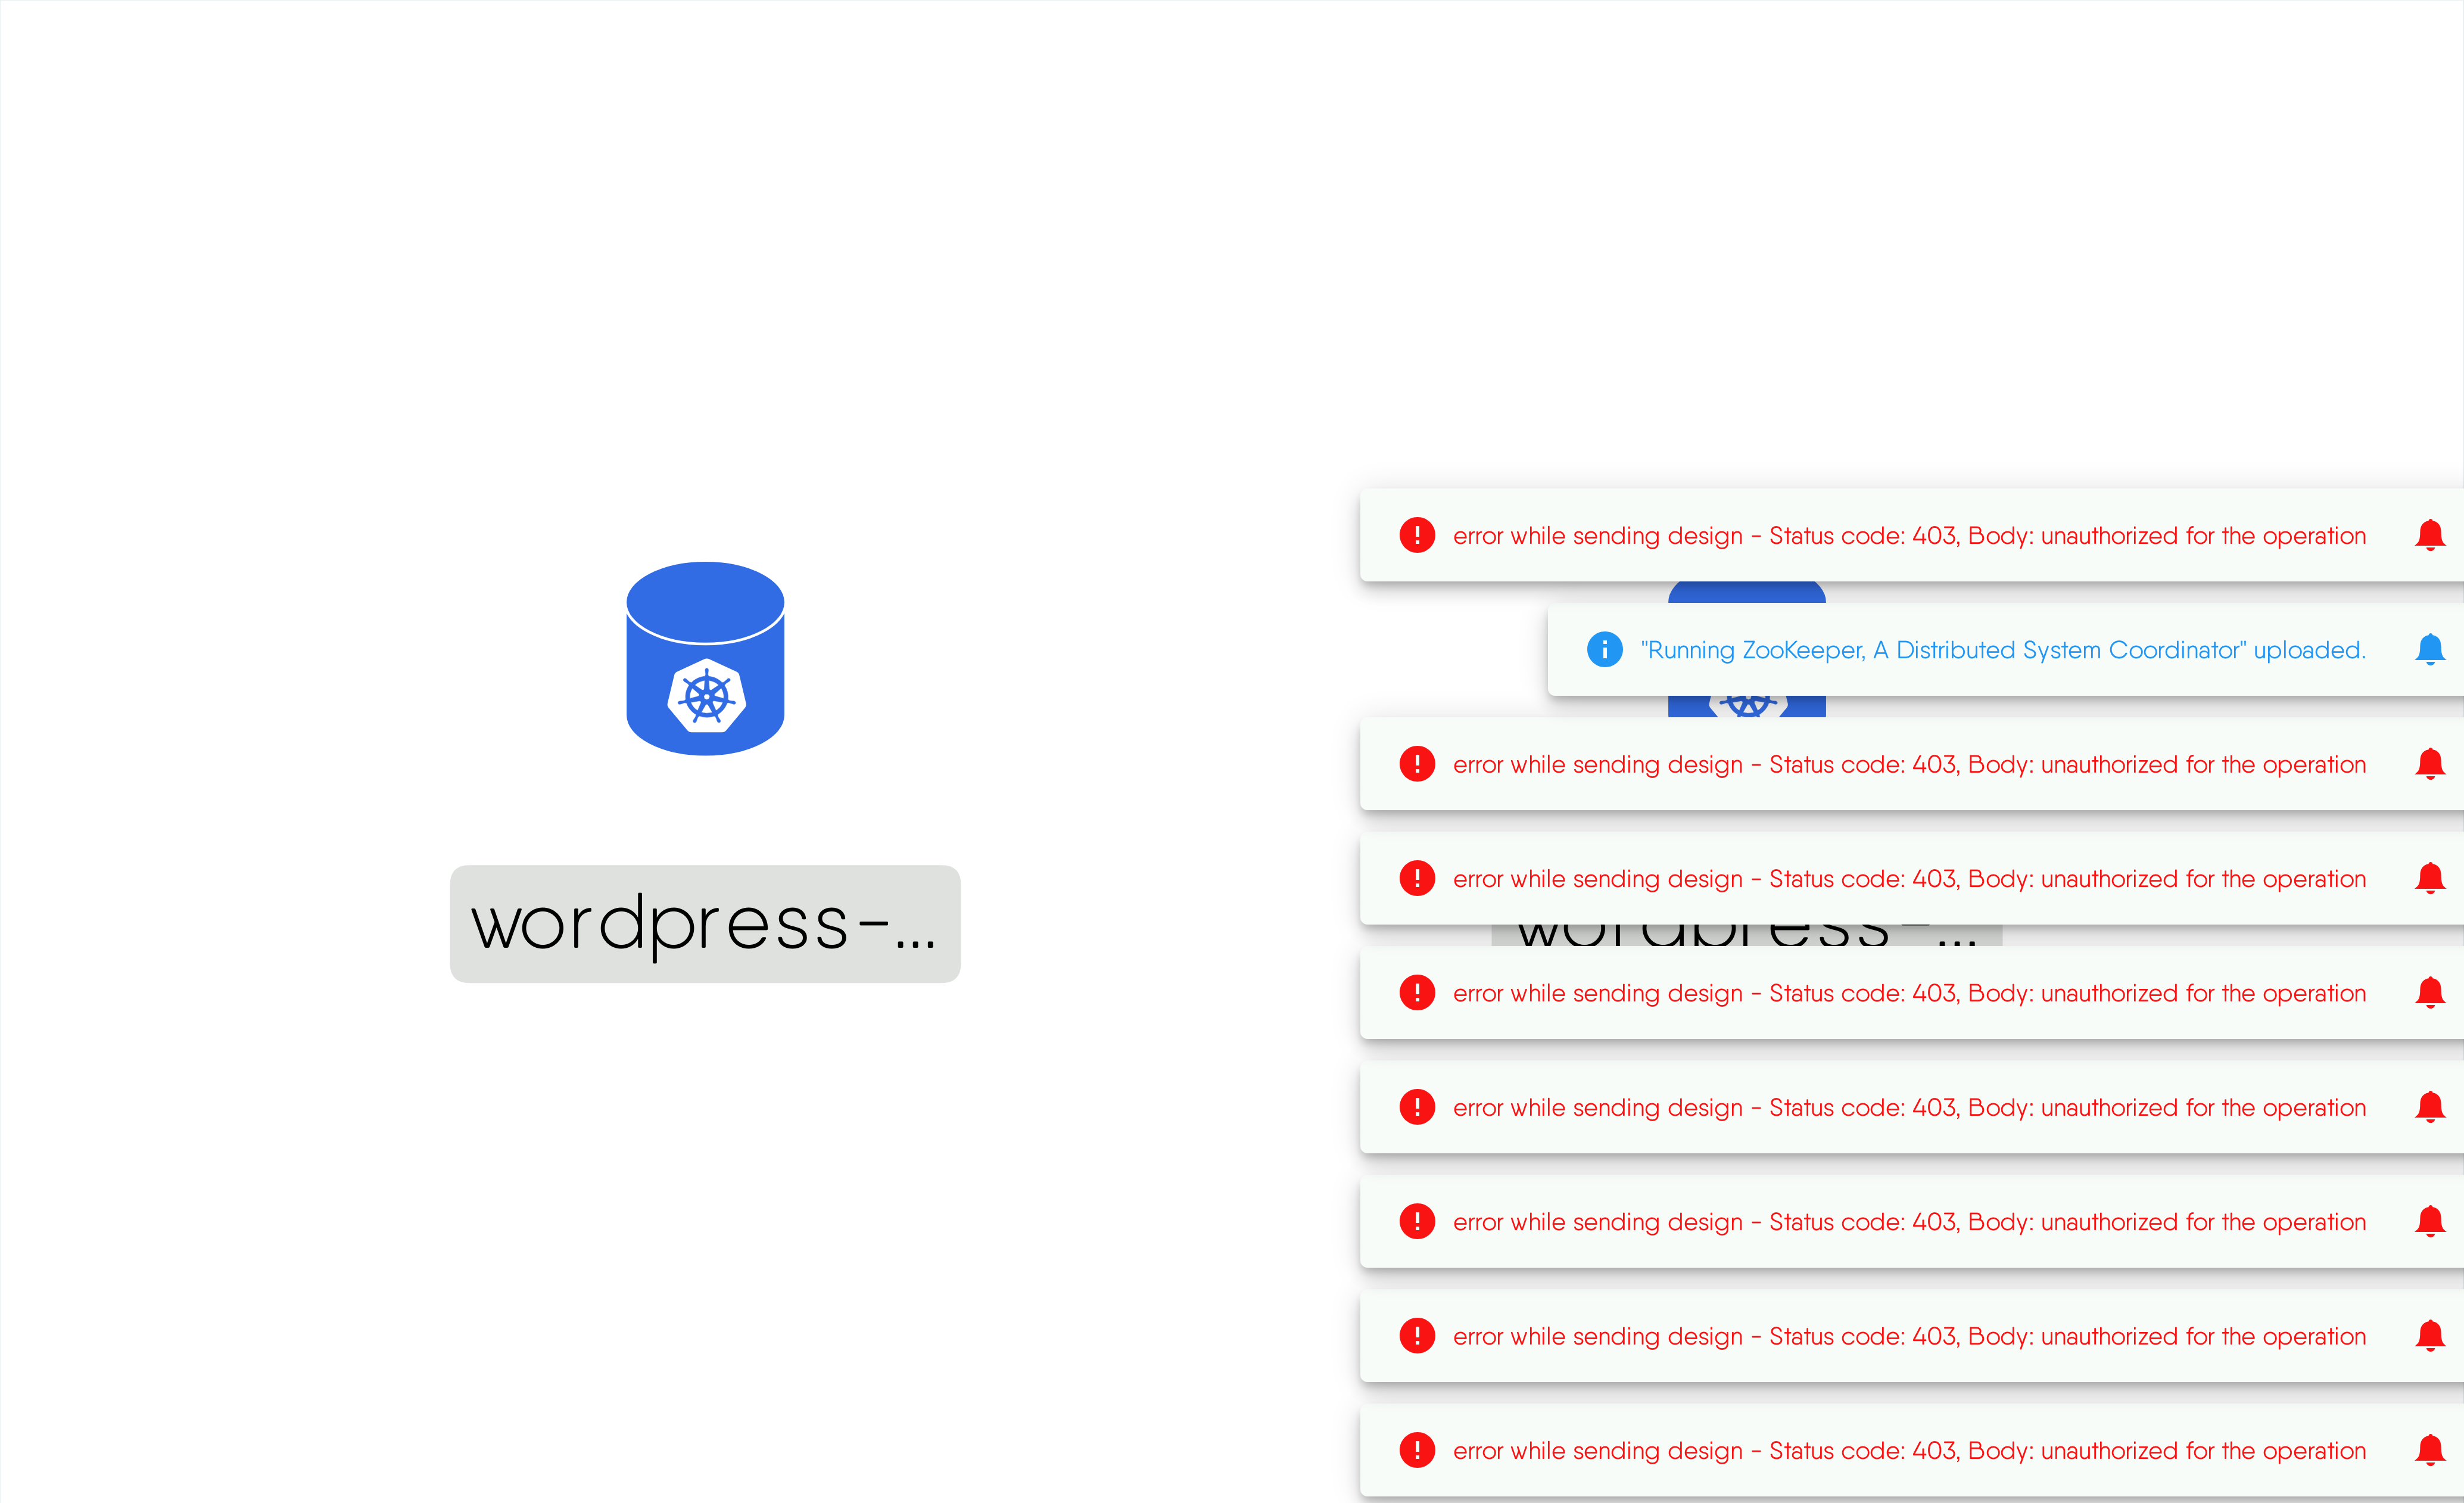 error while sending design - Status code: 403, Body: unauthorized for the operation
"Running ZooKeeper, A Distributed System Coordinator" uploaded.
error while sending design - Status code: 403, Body: unauthorized for the operation
error while sending design - Status code: 403, Body: unauthorized for the operation
wordpress-...
wordpress-...
error while sending design - Status code: 403, Body: unauthorized for the operation
error while sending design - Status code: 403, Body: unauthorized for the operation
error while sending design - Status code: 403, Body: unauthorized for the operation
error while sending design - Status code: 403, Body: unauthorized for the operation
error while sending design - Status code: 403, Body: unauthorized for the operation